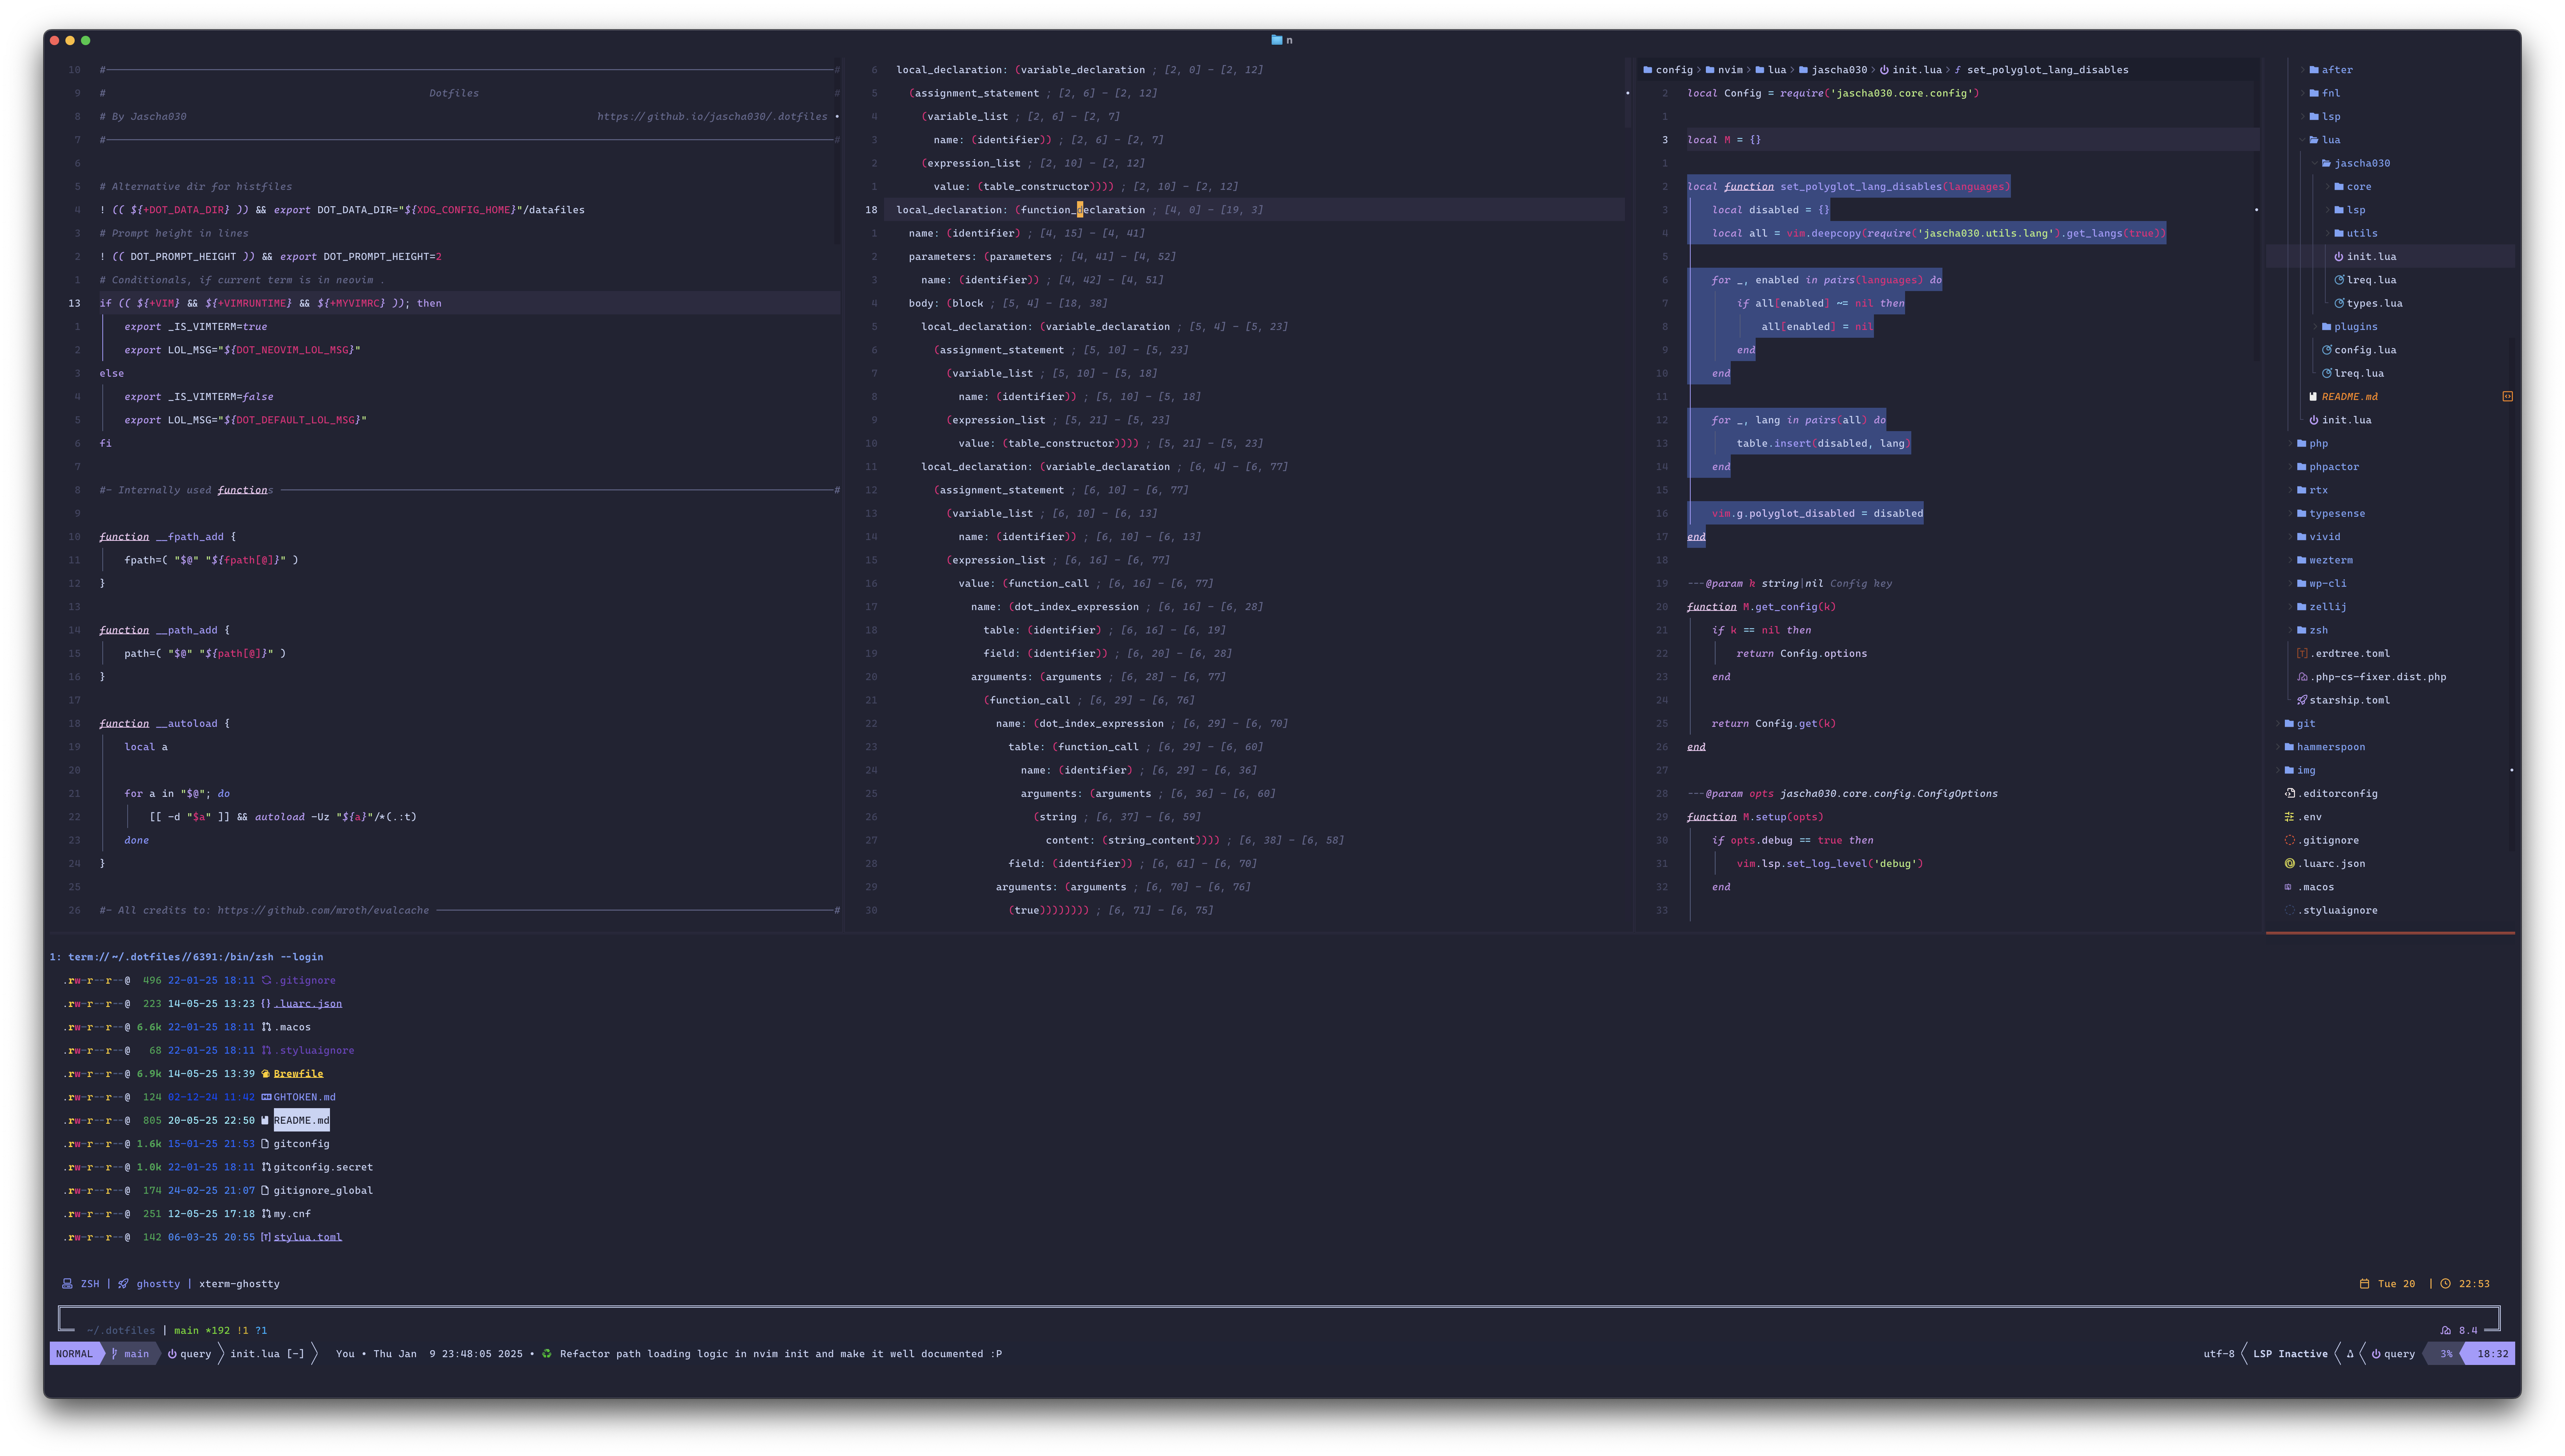 n
10 #─────────────────────────#
9 # Dotfiles #
8 # By Jascha030 https://github.io/jascha030/.dotfiles •
7 #─────────────────────────#
6
5 # Alternative dir for histfiles
4 ! (( ${+DOT_DATA_DIR} )) && export DOT_DATA_DIR="${XDG_CONFIG_HOME}"/datafiles
3 # Prompt height in lines
2 ! (( DOT_PROMPT_HEIGHT )) && export DOT_PROMPT_HEIGHT=2
1 # Conditionals, if current term is in neovim .
13 if (( ${+VIM} && ${+VIMRUNTIME} && ${+MYVIMRC} )); then
1 export _IS_VIMTERM=true
2 export LOL_MSG="${DOT_NEOVIM_LOL_MSG}"
3 else
4 export _IS_VIMTERM=false
5 export LOL_MSG="${DOT_DEFAULT_LOL_MSG}"
6 fi
7
8 #- Internally used functions ─────────────────────────#
9
10 function __fpath_add {
11 fpath=( "$@" "${fpath[@]}" )
12 }
13
14 function __path_add {
15 path=( "$@" "${path[@]}" )
16 }
17
18 function __autoload {
19 local a
20
21 for a in "$@"; do
22 [[ -d "$a" ]] && autoload -Uz "${a}"/*(.:t)
23 done
24 }
25
26 #- All credits to: https://github.com/mroth/evalcache ─────────────────────────#
6 local_declaration: (variable_declaration ; [2, 0] - [2, 12]
5 (assignment_statement ; [2, 6] - [2, 12]
4 (variable_list ; [2, 6] - [2, 7]
3 name: (identifier)) ; [2, 6] - [2, 7]
2 (expression_list ; [2, 10] - [2, 12]
1 value: (table_constructor)))) ; [2, 10] - [2, 12]
18 local_declaration: (function_declaration ; [4, 0] - [19, 3]
1 name: (identifier) ; [4, 15] - [4, 41]
2 parameters: (parameters ; [4, 41] - [4, 52]
3 name: (identifier)) ; [4, 42] - [4, 51]
4 body: (block ; [5, 4] - [18, 38]
5 local_declaration: (variable_declaration ; [5, 4] - [5, 23]
6 (assignment_statement ; [5, 10] - [5, 23]
7 (variable_list ; [5, 10] - [5, 18]
8 name: (identifier)) ; [5, 10] - [5, 18]
9 (expression_list ; [5, 21] - [5, 23]
10 value: (table_constructor)))) ; [5, 21] - [5, 23]
11 local_declaration: (variable_declaration ; [6, 4] - [6, 77]
12 (assignment_statement ; [6, 10] - [6, 77]
13 (variable_list ; [6, 10] - [6, 13]
14 name: (identifier)) ; [6, 10] - [6, 13]
15 (expression_list ; [6, 16] - [6, 77]
16 value: (function_call ; [6, 16] - [6, 77]
17 name: (dot_index_expression ; [6, 16] - [6, 28]
18 table: (identifier) ; [6, 16] - [6, 19]
19 field: (identifier)) ; [6, 20] - [6, 28]
20 arguments: (arguments ; [6, 28] - [6, 77]
21 (function_call ; [6, 29] - [6, 76]
22 name: (dot_index_expression ; [6, 29] - [6, 70]
23 table: (function_call ; [6, 29] - [6, 60]
24 name: (identifier) ; [6, 29] - [6, 36]
25 arguments: (arguments ; [6, 36] - [6, 60]
26 (string ; [6, 37] - [6, 59]
27 content: (string_content)))) ; [6, 38] - [6, 58]
28 field: (identifier)) ; [6, 61] - [6, 70]
29 arguments: (arguments ; [6, 70] - [6, 76]
30 (true)))))))) ; [6, 71] - [6, 75]
config > nvim > lua > jascha030 > init.lua > f set_polyglot_lang_disables
2 local Config = require('jascha030.core.config')
1
3 local M = {}
1
2 local function set_polyglot_lang_disables(languages)
3 local disabled = {}
4 local all = vim.deepcopy(require('jascha030.utils.lang').get_langs(true))
5
6 for _, enabled in pairs(languages) do
7 if all[enabled] ~= nil then
8 all[enabled] = nil
9 end
10 end
11
12 for _, lang in pairs(all) do
13 table.insert(disabled, lang)
14 end
15
16 vim.g.polyglot_disabled = disabled
17 end
18
19 ---@param k string|nil Config key
20 function M.get_config(k)
21 if k == nil then
22 return Config.options
23 end
24
25 return Config.get(k)
26 end
27
28 ---@param opts jascha030.core.config.ConfigOptions
29 function M.setup(opts)
30 if opts.debug == true then
31 vim.lsp.set_log_level('debug')
32 end
33
after
fnl
lsp
lua
jascha030
core
lsp
utils
init.lua
lreq.lua
types.lua
plugins
config.lua
lreq.lua
README.md
init.lua
php
phpactor
rtx
typesense
vivid
wezterm
wp-cli
zellij
zsh
.erdtree.toml
.php-cs-fixer.dist.php
starship.toml
git
hammerspoon
img
.editorconfig
.env
.gitignore
.luarc.json
.macos
.styluaignore
1: term://~/.dotfiles//6391:/bin/zsh --login
.rw-r--r--@ 496 22-01-25 18:11 .gitignore
.rw-r--r--@ 223 14-05-25 13:23 {} .luarc.json
.rw-r--r--@ 6.6k 22-01-25 18:11 .macos
.rw-r--r--@ 68 22-01-25 18:11 .styluaignore
.rw-r--r--@ 6.9k 14-05-25 13:39 Brewfile
.rw-r--r--@ 124 02-12-24 11:42 GHTOKEN.md
.rw-r--r--@ 805 20-05-25 22:50 README.md
.rw-r--r--@ 1.6k 15-01-25 21:53 gitconfig
.rw-r--r--@ 1.0k 22-01-25 18:11 gitconfig.secret
.rw-r--r--@ 174 24-02-25 21:07 gitignore_global
.rw-r--r--@ 251 12-05-25 17:18 my.cnf
.rw-r--r--@ 142 06-03-25 20:55 [T] stylua.toml
ZSH | ghostty | xterm-ghostty Tue 20 | 22:53
~/.dotfiles | main *192 !1 ?1 8.4
NORMAL main query init.lua [-] You • Thu Jan 9 23:48:05 2025 • Refactor path loading logic in nvim init and make it well documented :P utf-8 LSP Inactive query 3% 18:32